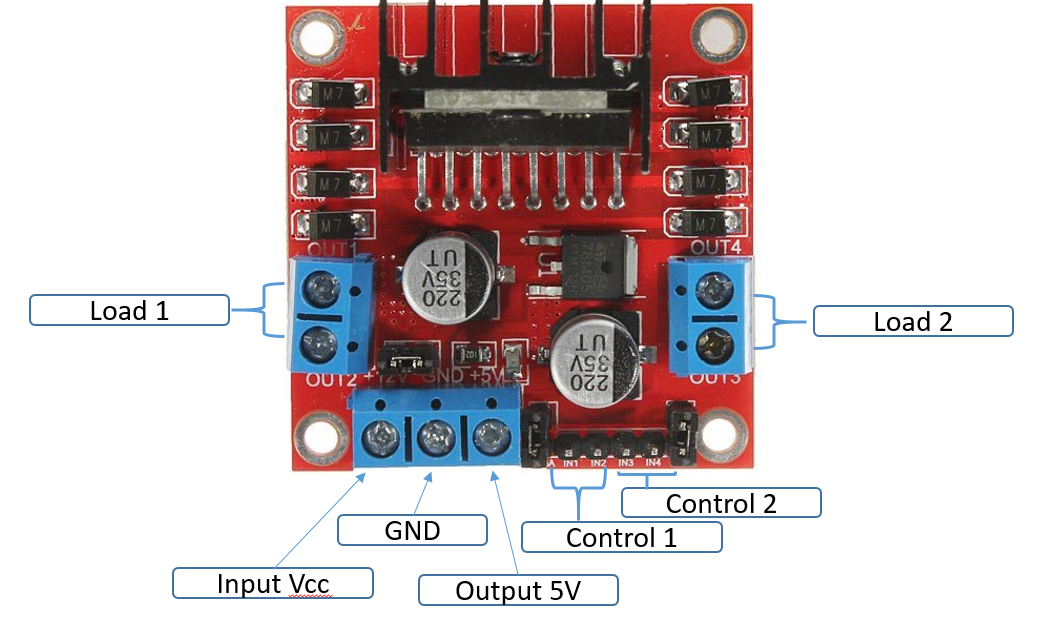 M7
M7
M7
M7
M7
M7
M7
M7
OUT1
OUT4
220
35V
UT
U1
Load 1
Load 2
220
35V
UT
OUT2
+12V
GND
+5V
OUT3
A
IN1
IN2
IN3
IN4
Control 2
GND
Control 1
Input Vcc
Output 5V